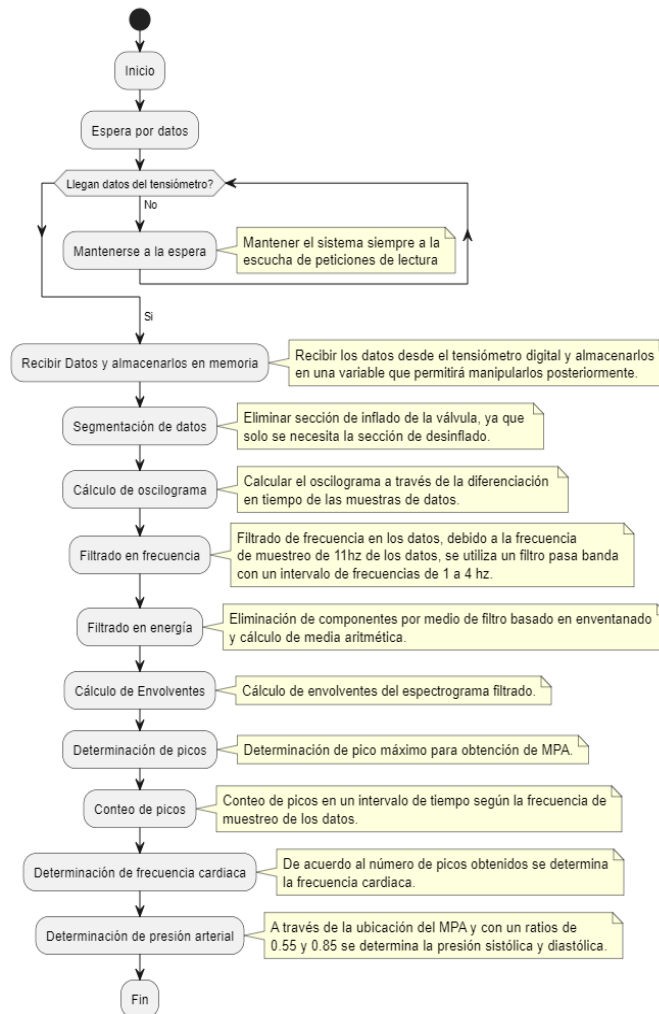 Inicio
Espera por datos
Llegan datos del tensiómetro?
No
Mantenerse a la espera
Mantener el sistema siempre a la
escucha de peticiones de lectura
Si
Recibir Datos y almacenarlos en memoria
Recibir los datos desde el tensiómetro digital y almacenarlos
en una variable que permitirá manipularlos posteriormente.
Segmentación de datos
Eliminar sección de inflado de la válvula, ya que
solo se necesita la sección de desinflado.
Cálculo de oscilograma
Calcular el oscilograma a través de la diferenciación
en tiempo de las muestras de datos.
Filtrado en frecuencia
Filtrado de frecuencia en los datos, debido a la frecuencia
de muestreo de 11hz de los datos, se utiliza un filtro pasa banda
con un intervalo de frecuencias de 1 a 4 hz.
Filtrado en energía
Eliminación de componentes por medio de filtro basado en enventanado
y cálculo de media aritmética.
Cálculo de Envolventes
Cálculo de envolventes del espectrograma filtrado.
Determinación de picos
Determinación de pico máximo para obtención de MPA.
Conteo de picos
Conteo de picos en un intervalo de tiempo según la frecuencia de
muestreo de los datos.
Determinación de frecuencia cardiaca
De acuerdo al número de picos obtenidos se determina
la frecuencia cardiaca.
Determinación de presión arterial
A través de la ubicación del MPA y con un ratios de
0.55 y 0.85 se determina la presión sistólica y diastólica.
Fin